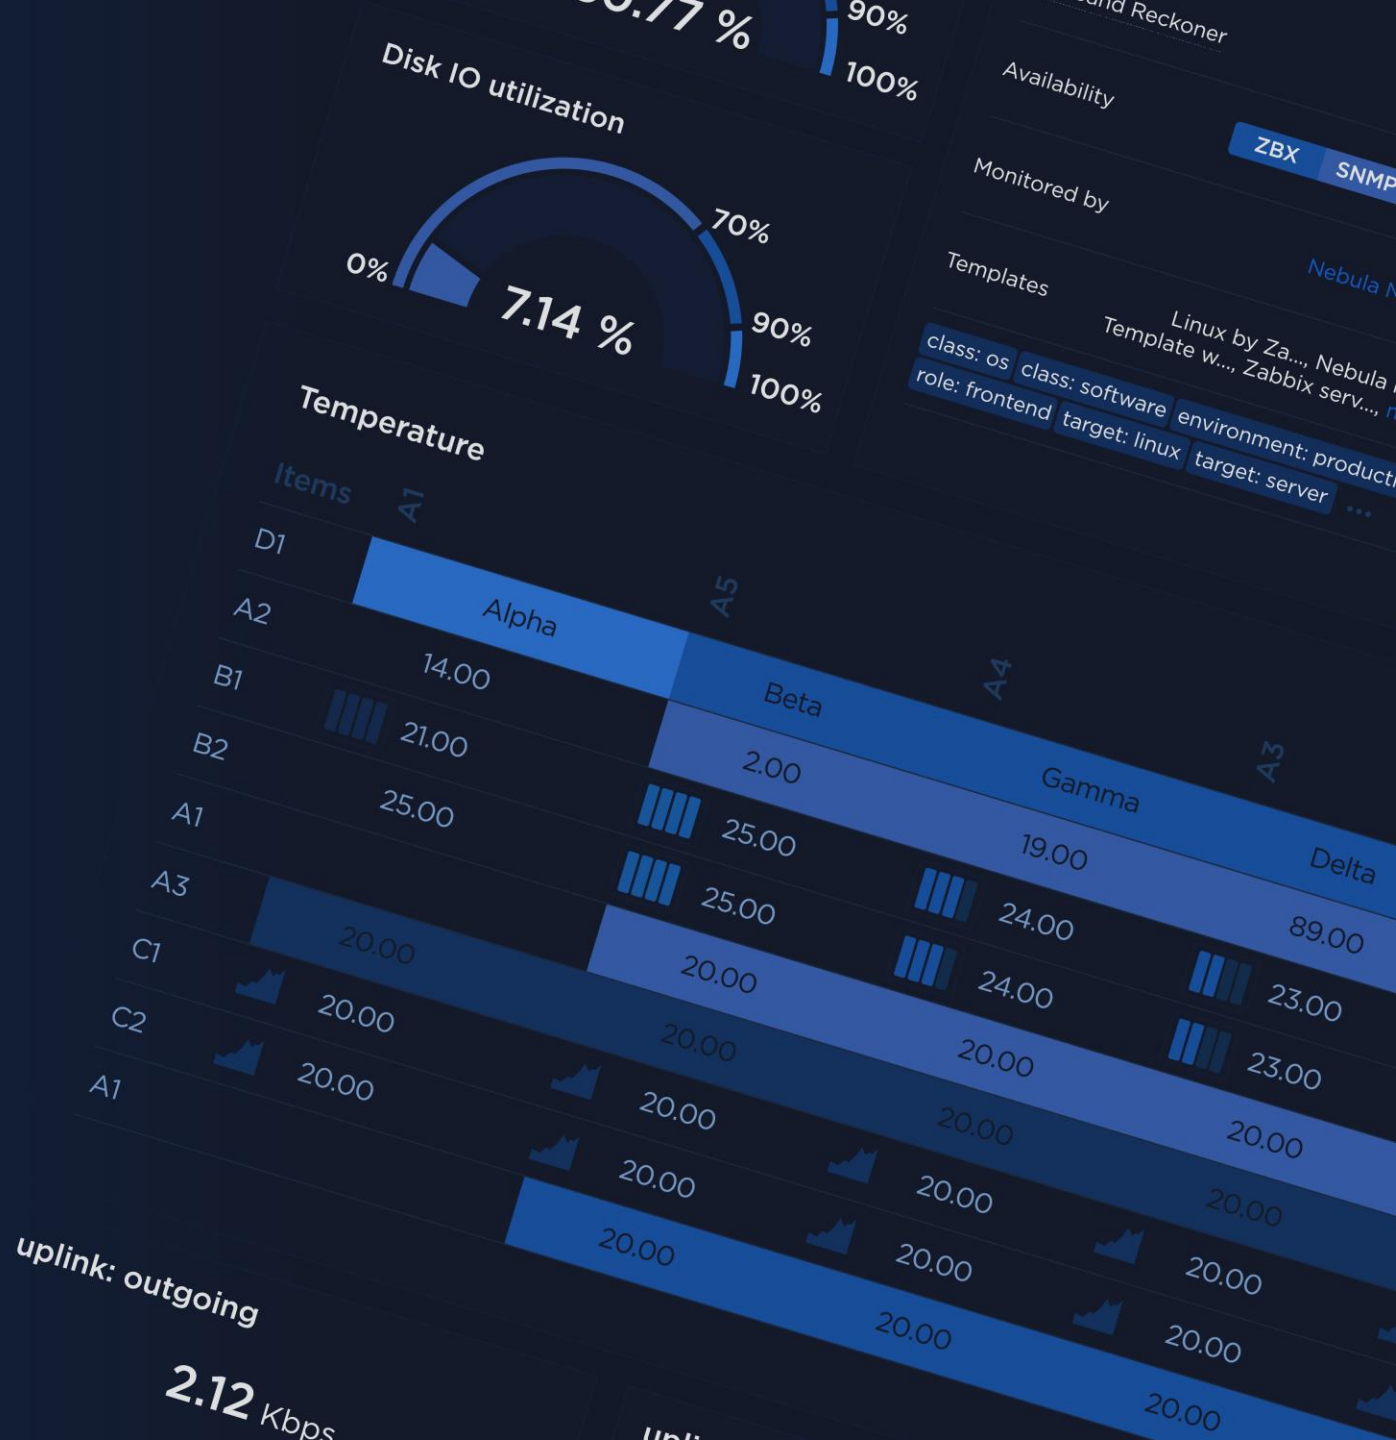 % 90%
100%
Disk IO utilization
0% 70% 90% 100%
7.14 %
Reckoner
Availability
ZBX SNMP
Monitored by
Nebula
Templates
Linux by Za..., Nebula
Template w..., Zabbix serv...,
class: os class: software environment:
role: frontend target: linux target: server ...
Temperature
Items A1 A5 A4 A3
D1 Alpha Beta Gamma Delta
A2 14.00 2.00 19.00 89.00
B1 21.00 25.00 24.00 23.00
B2 25.00 25.00 24.00 23.00
A1 20.00 20.00 20.00
A3 20.00 20.00 20.00 20.00
C1 20.00 20.00 20.00 20.00
C2 20.00 20.00 20.00 20.00
A1 20.00 20.00 20.00
uplink: outgoing
2.12 Kbps